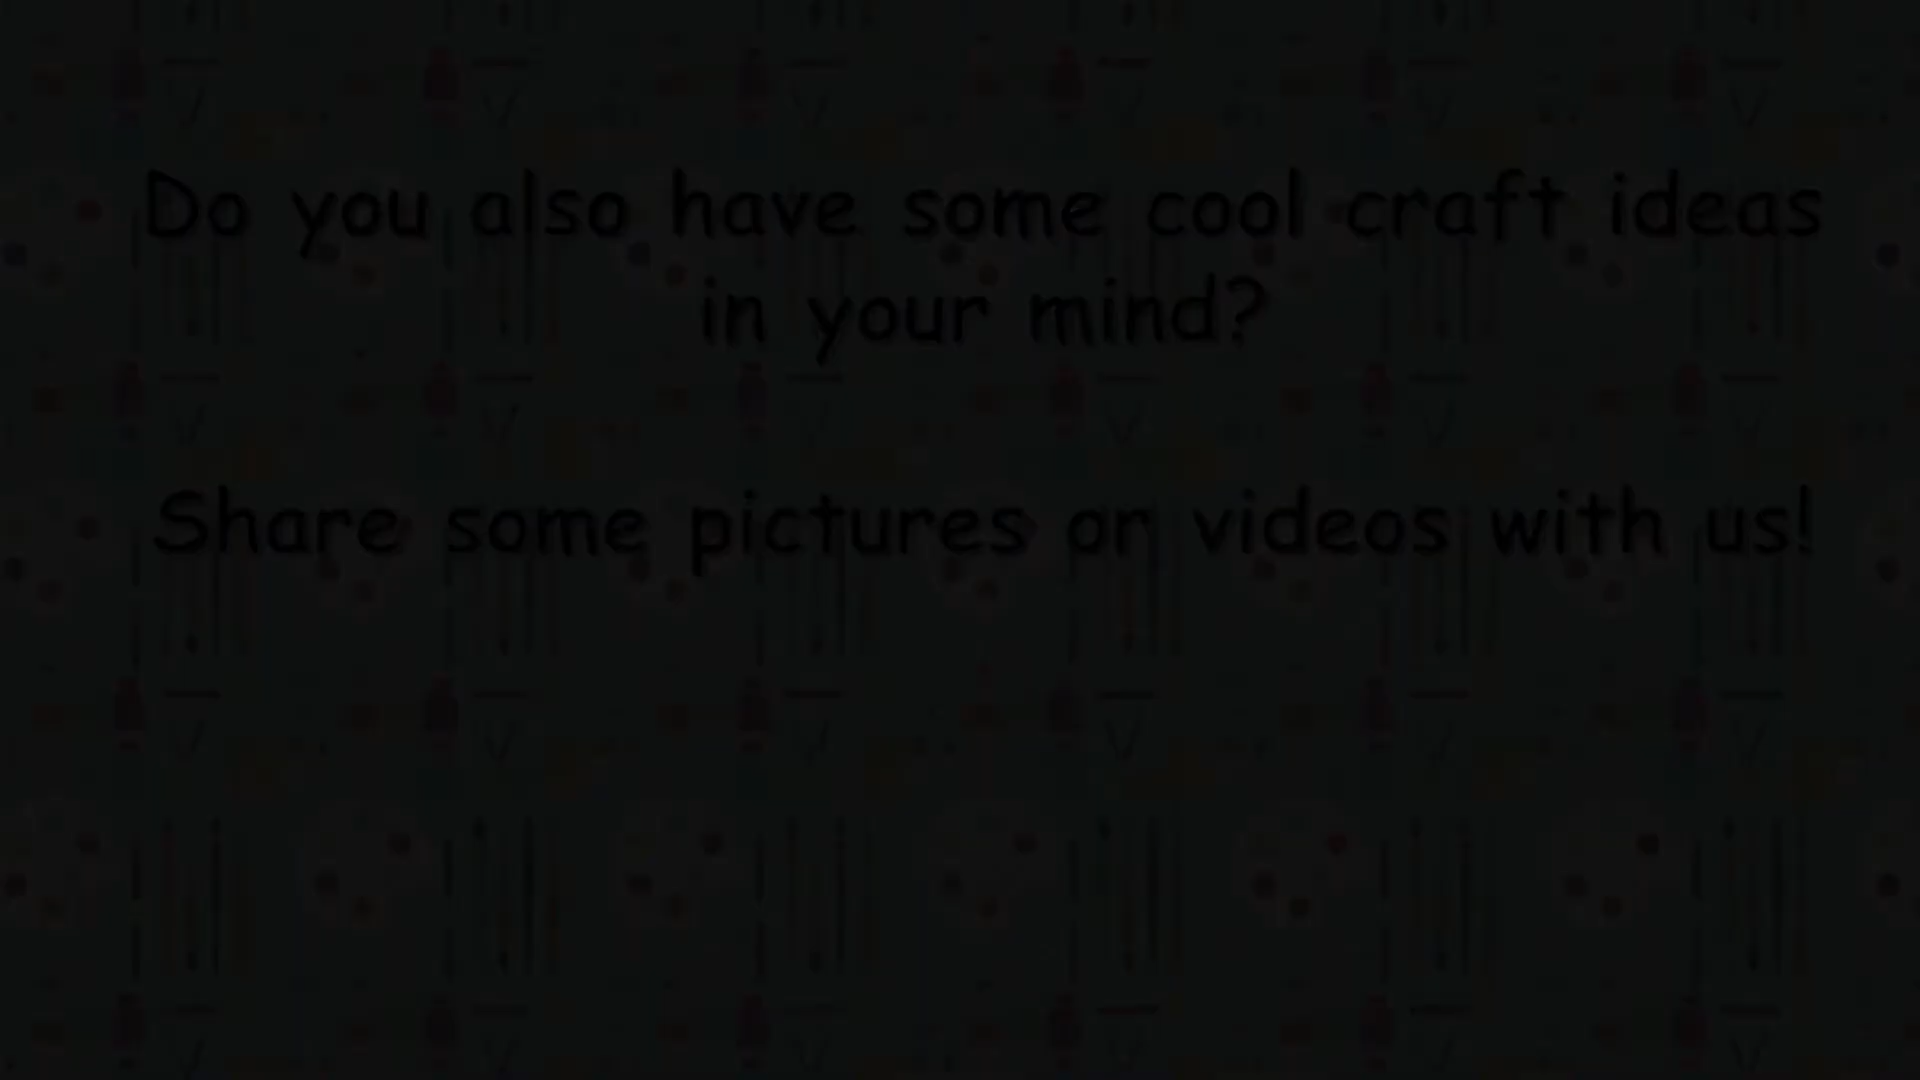 Do you also have some cool craft ideas
in your mind?
Share some pictures or videos with us!